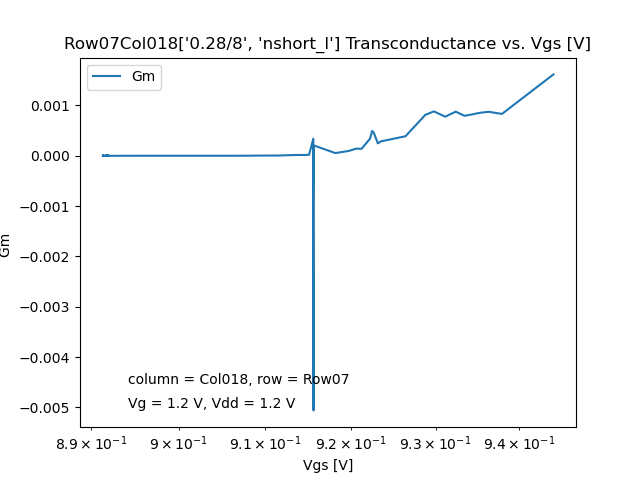 Row07Col018['0.28/8', 'nshort_l'] Transconductance vs. Vgs [V]
Gm
0.001
0.000
−0.001
−0.002
−0.003
−0.004
−0.005
Gm
column = Col018, row = Row07
Vg = 1.2 V, Vdd = 1.2 V
8.9 × 10⁻¹ 9 × 10⁻¹ 9.1 × 10⁻¹ 9.2 × 10⁻¹ 9.3 × 10⁻¹ 9.4 × 10⁻¹
Vgs [V]